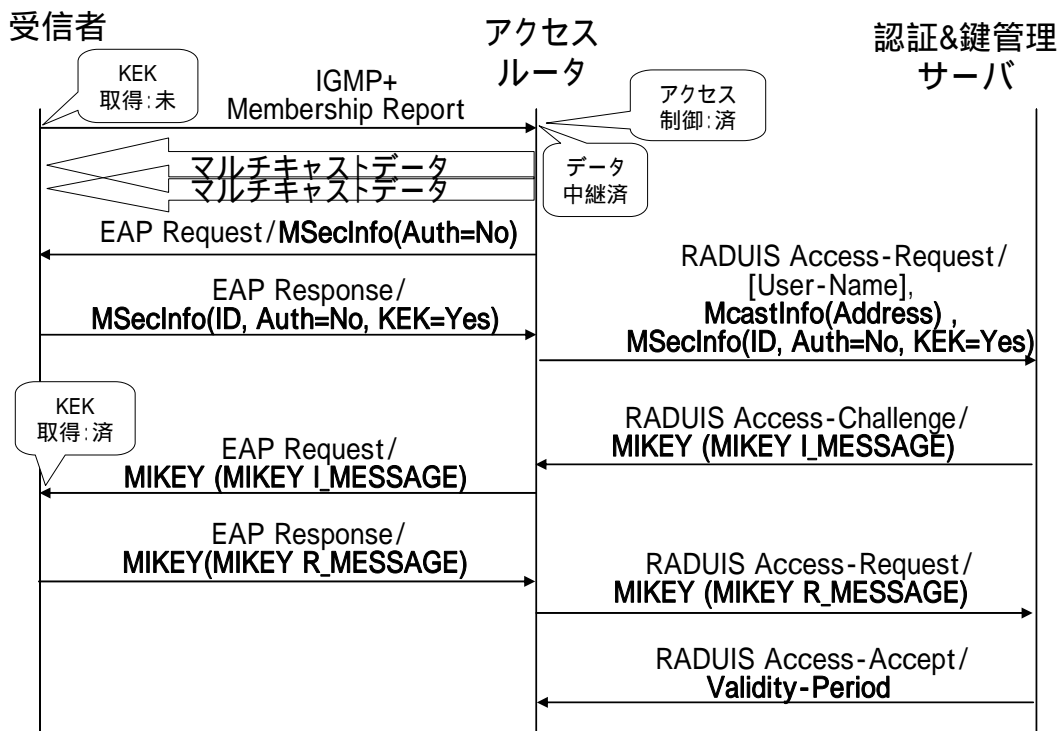 受信者
アクセス
ルータ
認証&鍵管理
サーバ
KEK
取得:未
IGMP+
Membership Report
アクセス
制御:済
データ
中継済
マルチキャストデータ
マルチキャストデータ
EAP Request/MSecInfo(Auth=No)
RADUIS Access-Request/
[User-Name],
McastInfo(Address) ,
MSecInfo(ID, Auth=No, KEK=Yes)
EAP Response/
MSecInfo(ID, Auth=No, KEK=Yes)
KEK
取得:済
RADUIS Access-Challenge/
MIKEY (MIKEY I_MESSAGE)
EAP Request/
MIKEY (MIKEY I_MESSAGE)
EAP Response/
MIKEY(MIKEY R_MESSAGE)
RADUIS Access-Request/
MIKEY (MIKEY R_MESSAGE)
RADUIS Access-Accept/
Validity-Period